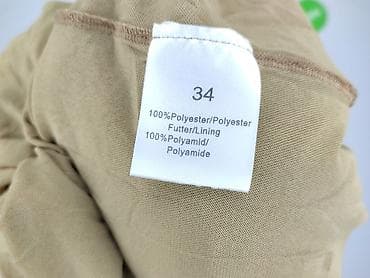 34
100%Polyester/Polyester
Futter/Lining
100%Polyamid/
Polyamide